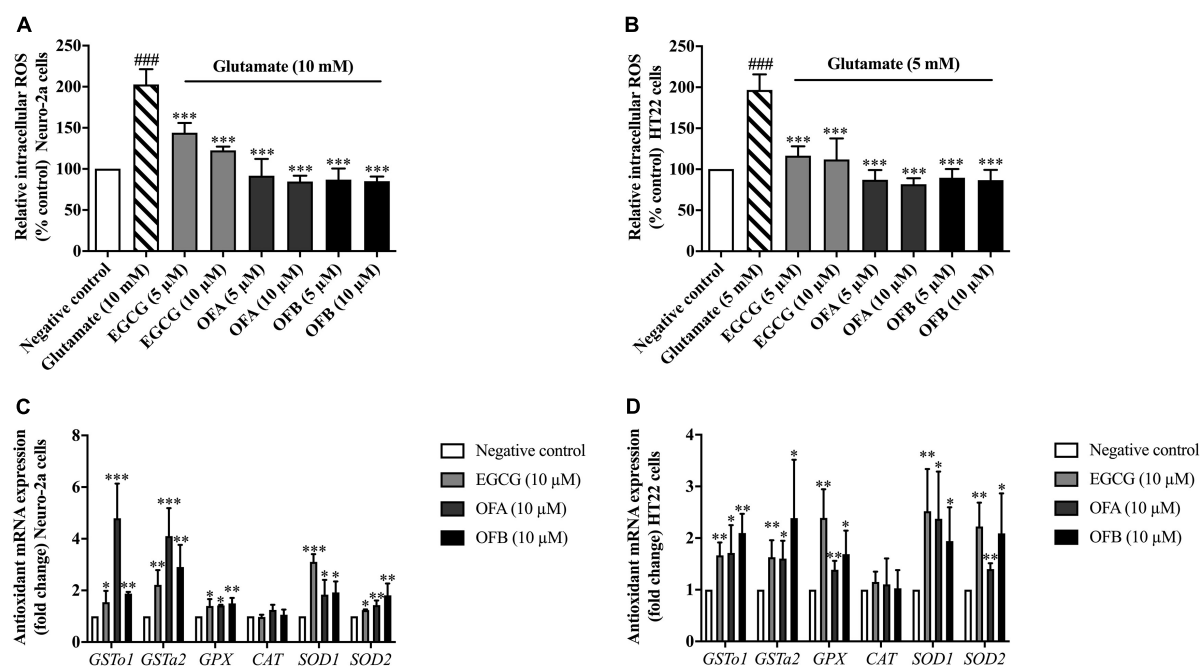 A
Relative intracellular ROS
(% control) Neuro-2a cells
250
200
150
100
50
0
###
Glutamate (10 mM)
***
***
***
***
***
***
Negative control
Glutamate (10 mM)
EGCG (5 µM)
EGCG (10 µM)
OFA (5 µM)
OFA (10 µM)
OFB (5 µM)
OFB (10 µM)
B
Relative intracellular ROS
(% control) HT22 cells
250
200
150
100
50
0
###
Glutamate (5 mM)
***
***
***
***
***
***
Negative control
Glutamate (5 mM)
EGCG (5 µM)
EGCG (10 µM)
OFA (5 µM)
OFA (10 µM)
OFB (5 µM)
OFB (10 µM)
C
Antioxidant mRNA expression
(fold change) Neuro-2a cells
8
6
4
2
0
*
***
**
**
***
**
*
*
**
***
*
*
*
**
**
GSTo1 GSTa2 GPX CAT SOD1 SOD2
Negative control
EGCG (10 µM)
OFA (10 µM)
OFB (10 µM)
D
Antioxidant mRNA expression
(fold change) HT22 cells
4
3
2
1
0
**
*
**
**
*
*
**
**
*
**
*
*
**
**
*
GSTo1 GSTa2 GPX CAT SOD1 SOD2
Negative control
EGCG (10 µM)
OFA (10 µM)
OFB (10 µM)